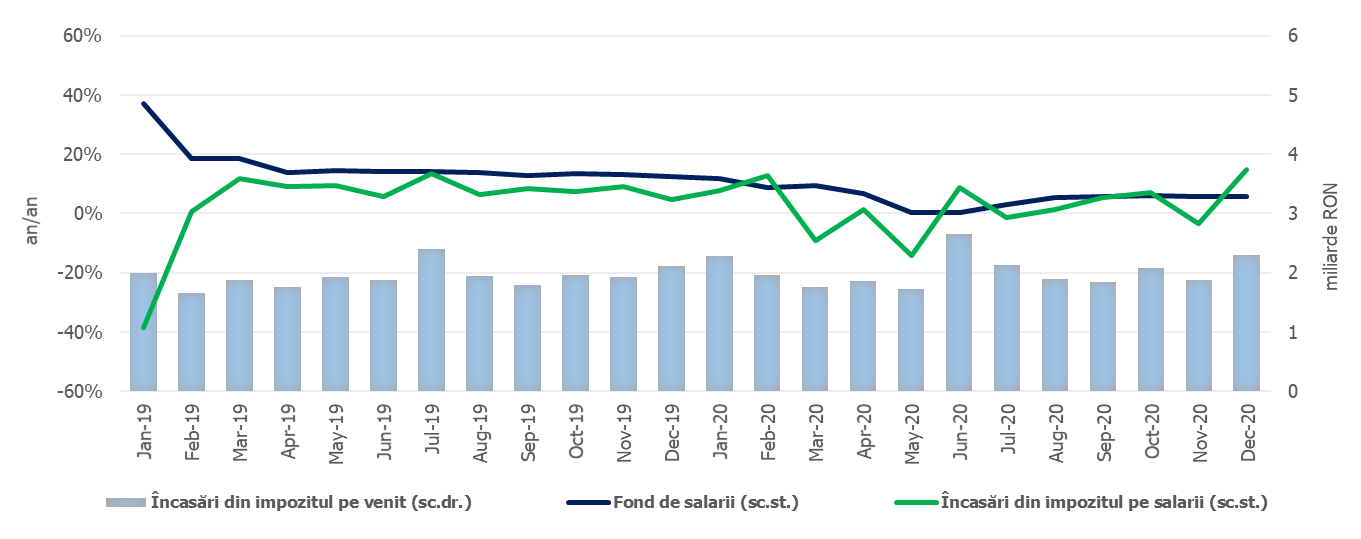 60%
40%
20%
0%
-20%
-40%
-60%
an/an
6
5
4
3
2
1
0
miliarde RON
Jan-19
Feb-19
Mar-19
Apr-19
May-19
Jun-19
Jul-19
Aug-19
Sep-19
Oct-19
Nov-19
Dec-19
Jan-20
Feb-20
Mar-20
Apr-20
May-20
Jun-20
Jul-20
Aug-20
Sep-20
Oct-20
Nov-20
Dec-20
Încasări din impozitul pe venit (sc.dr.)
Fond de salarii (sc.st.)
Încasări din impozitul pe salarii (sc.st.)